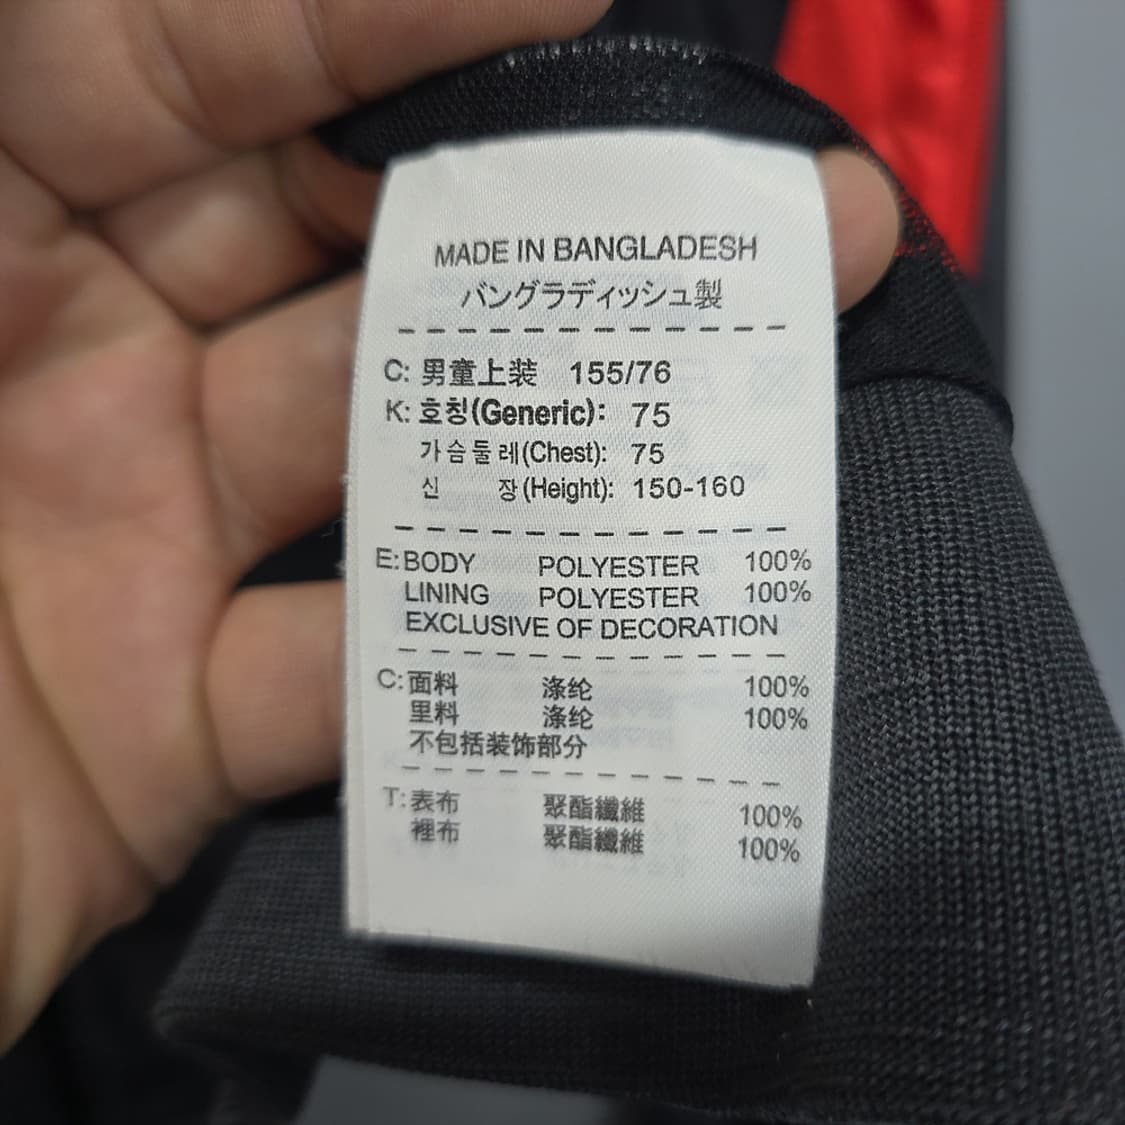 MADE IN BANGLADESH
バングラディッシュ製
C: 男童上装 155/76
K: 호칭(Generic): 75
가슴둘레(Chest): 75
신 장(Height): 150-160
E: BODY POLYESTER 100%
LINING POLYESTER 100%
EXCLUSIVE OF DECORATION
C: 面料 涤纶 100%
里料 涤纶 100%
不包括装饰部分
T: 表布 聚酯纖維 100%
裡布 聚酯纖維 100%